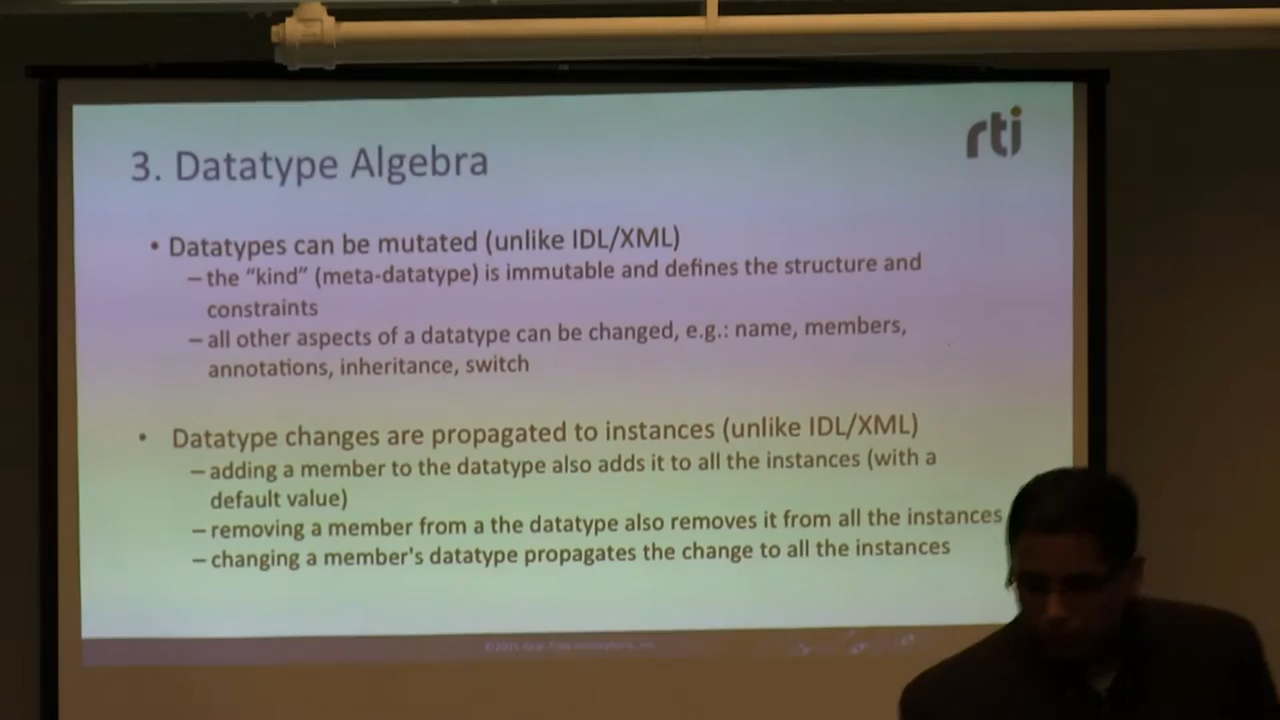 rti
3. Datatype Algebra
• Datatypes can be mutated (unlike IDL/XML)
– the “kind” (meta-datatype) is immutable and defines the structure and
constraints
– all other aspects of a datatype can be changed, e.g.: name, members,
annotations, inheritance, switch
• Datatype changes are propagated to instances (unlike IDL/XML)
– adding a member to the datatype also adds it to all the instances (with a
default value)
– removing a member from a the datatype also removes it from all the instances
– changing a member's datatype propagates the change to all the instances